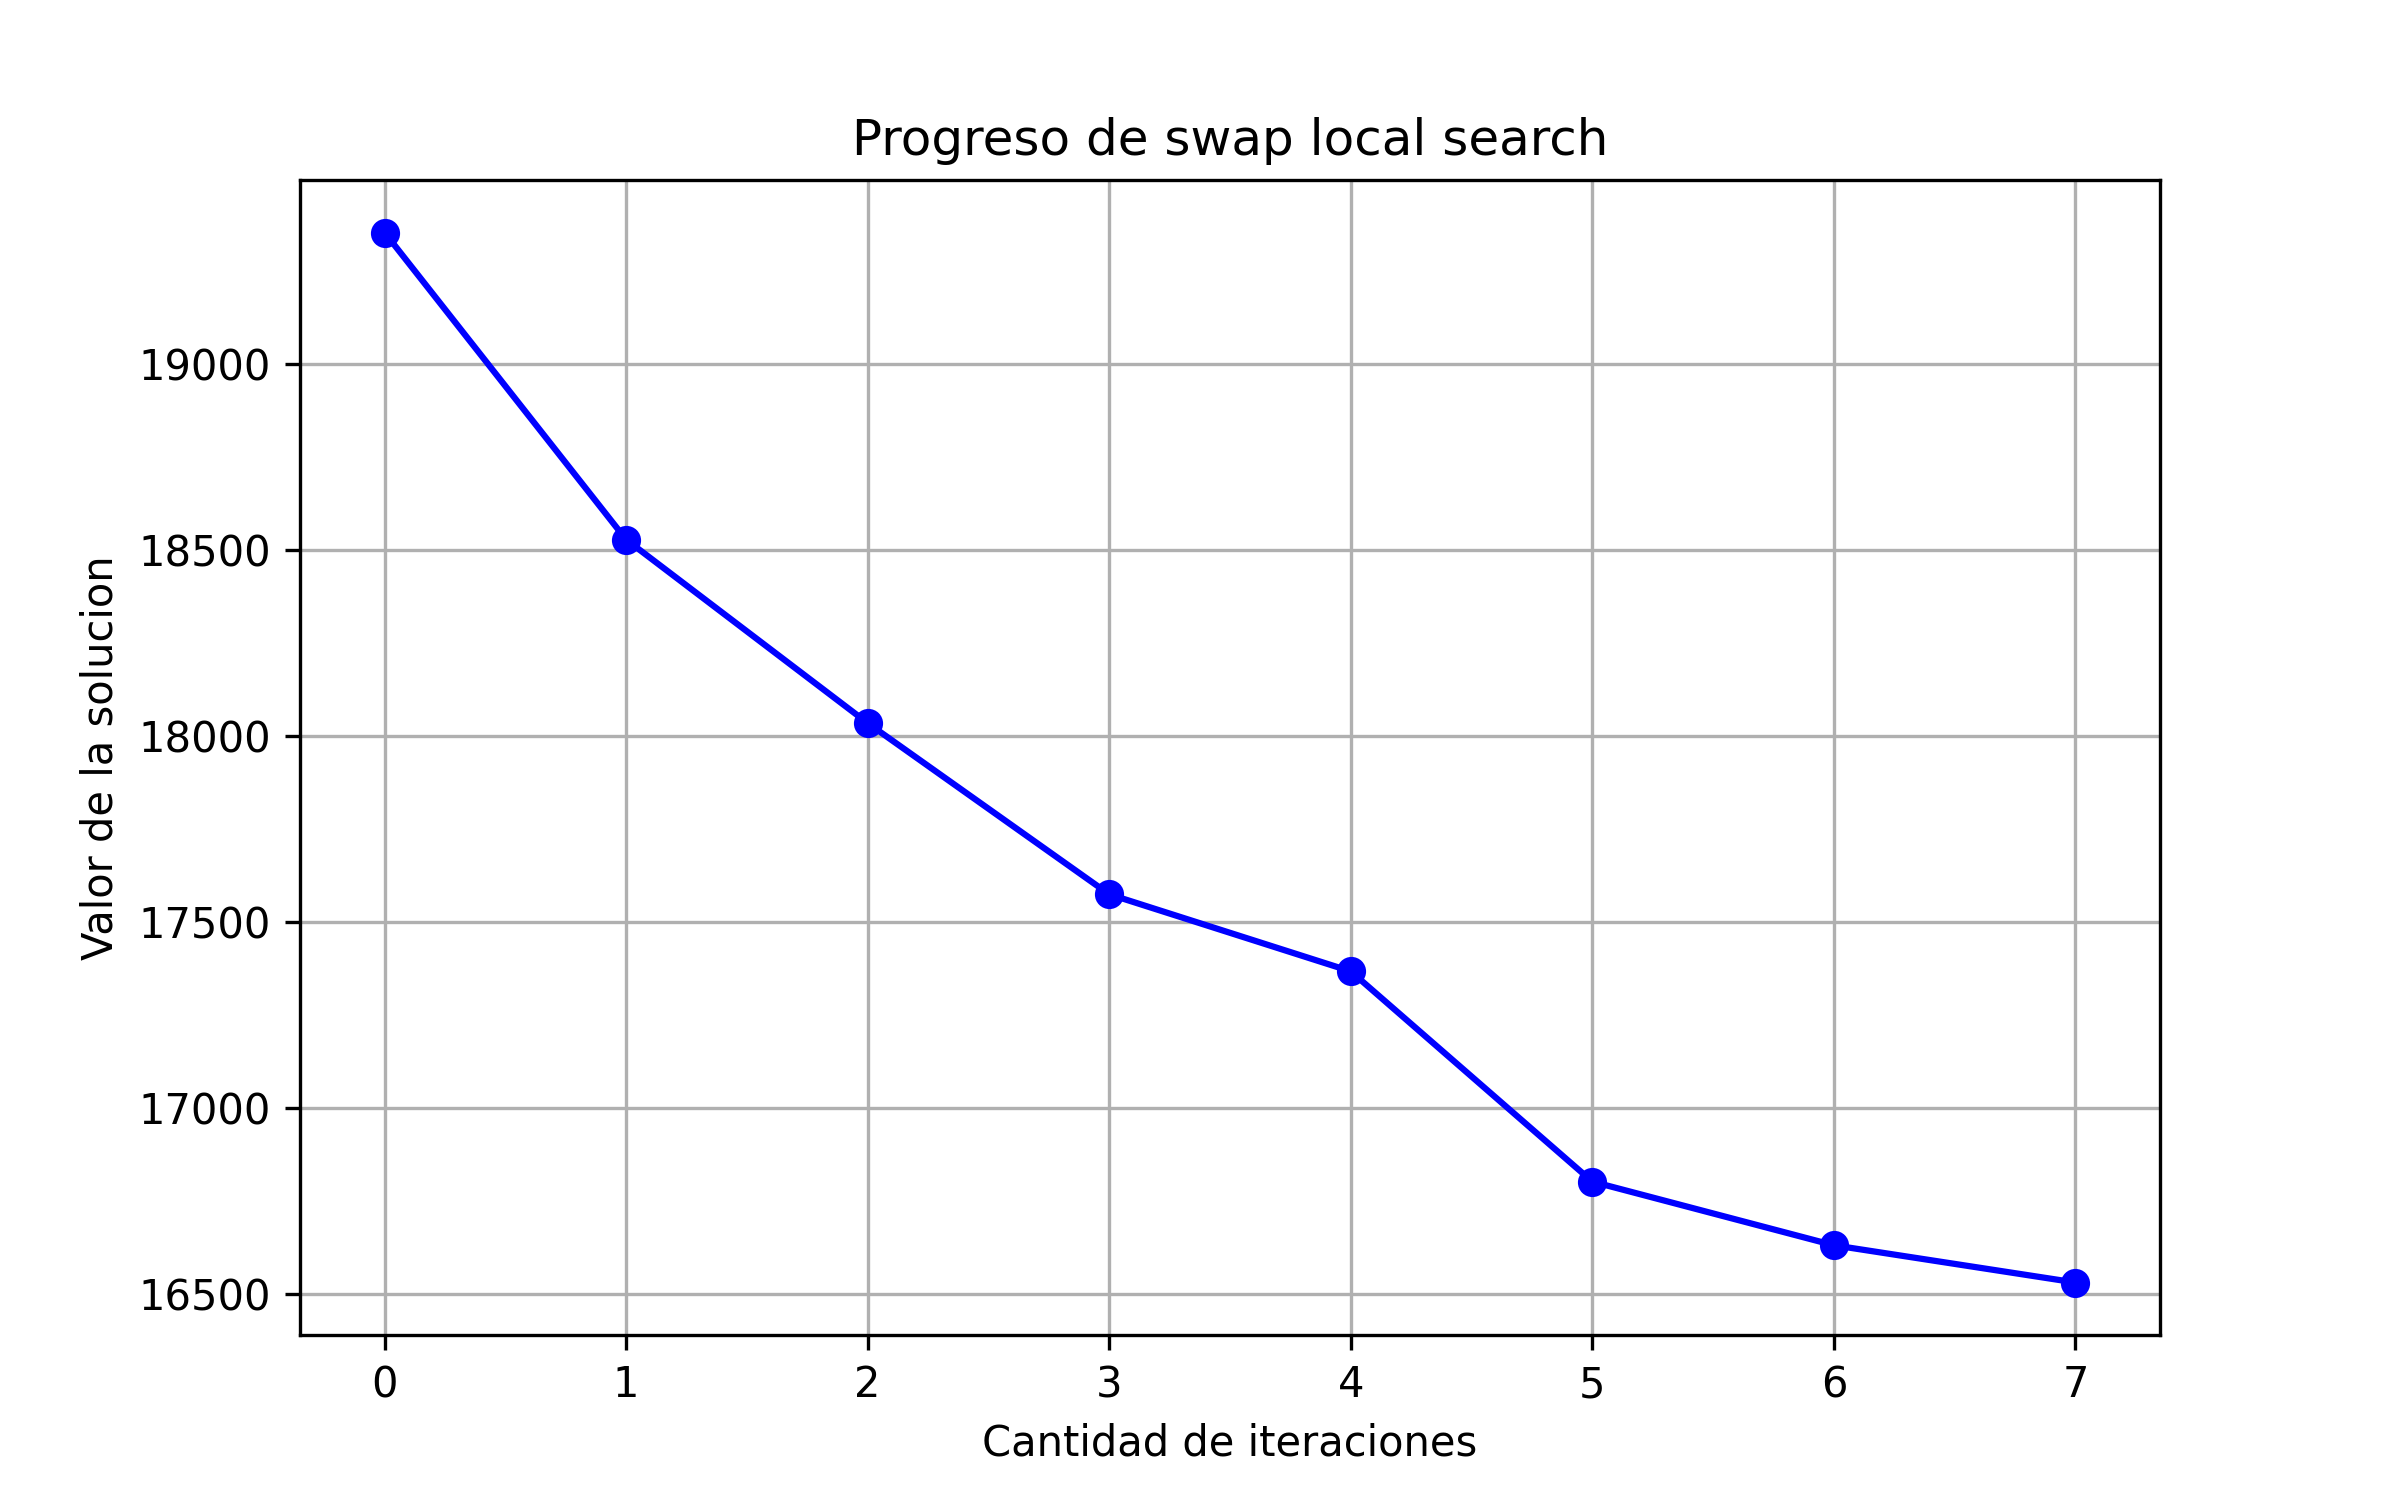 Progreso de swap local search
Valor de la solucion
19000
18500
18000
17500
17000
16500
0 1 2 3 4 5 6 7
Cantidad de iteraciones